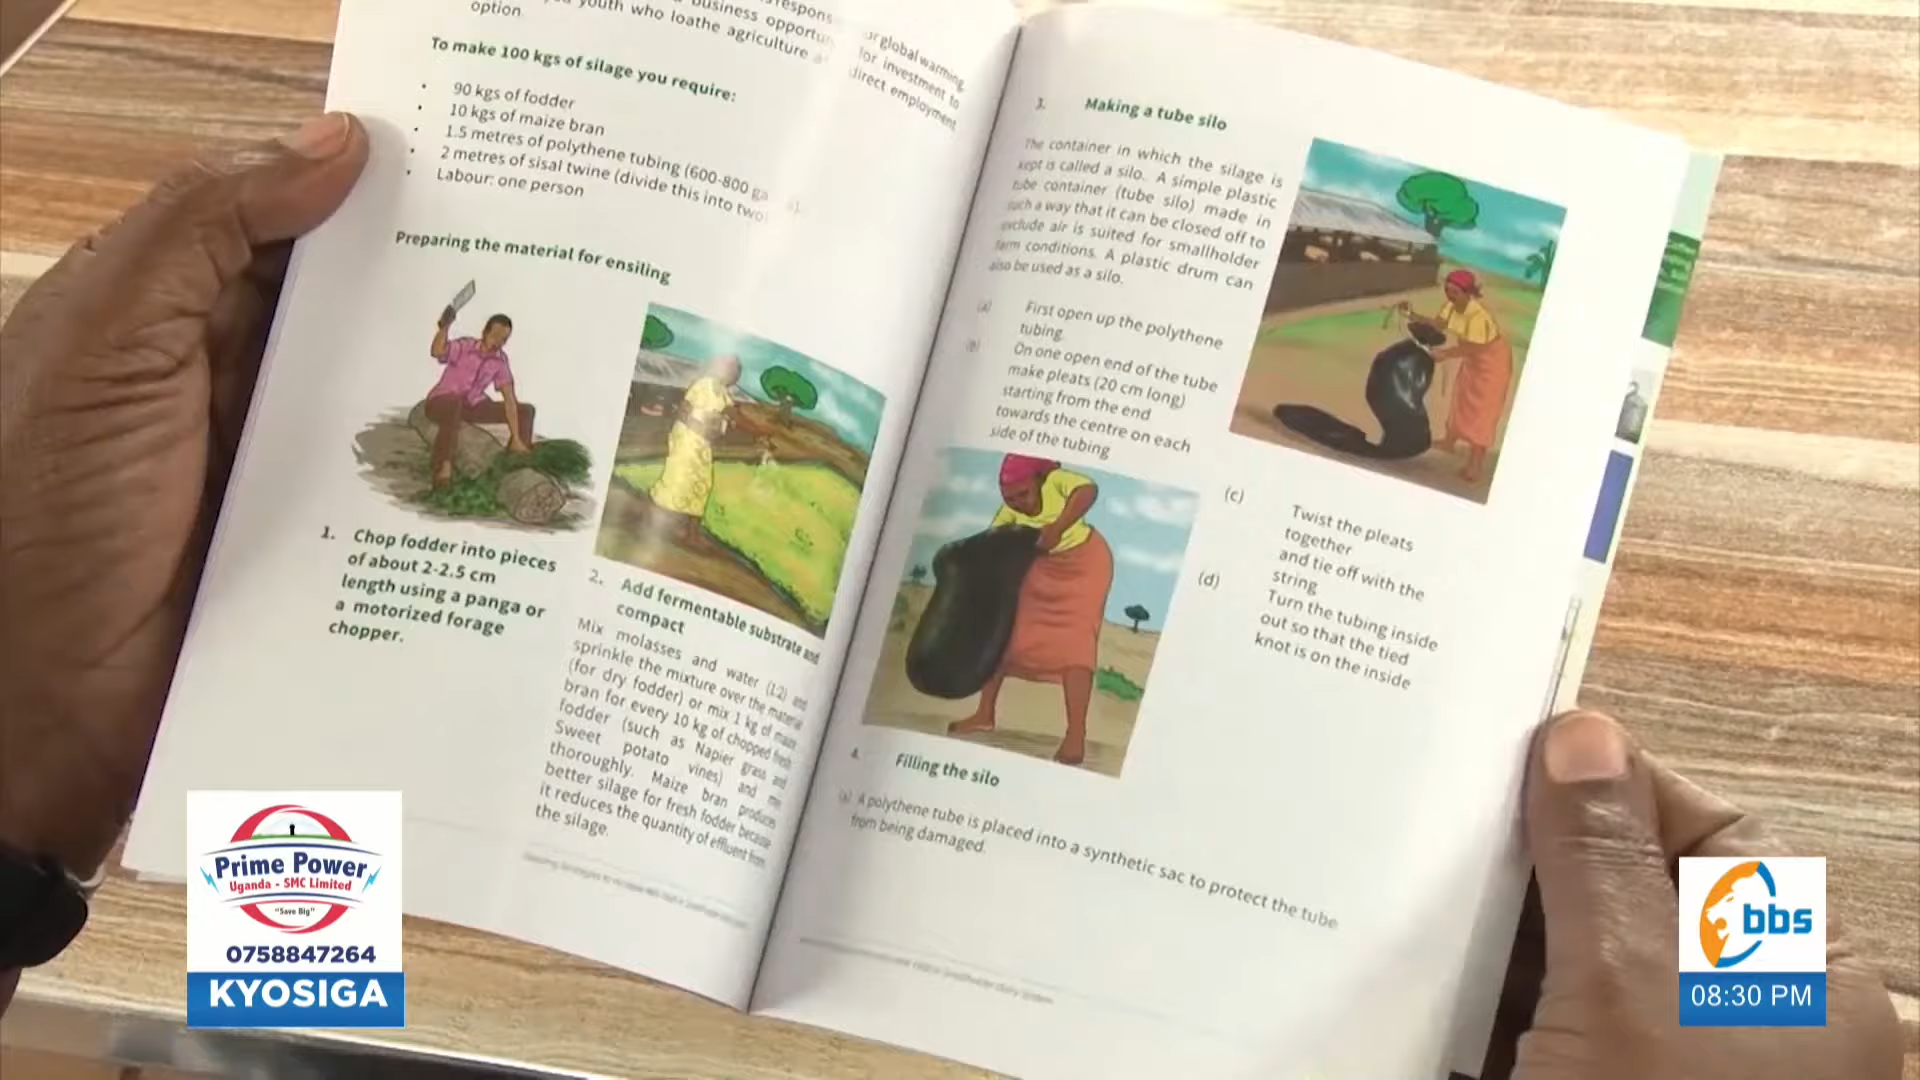 youth who loathe agriculture
business opportu
option
global warming
for investment to
direct employment
To make 100 kgs of silage you require:
• 90 kgs of fodder
• 10 kgs of maize bran
• 1.5 metres of polythene tubing (600-800 ga
• 2 metres of sisal twine (divide this into two
• Labour: one person
Preparing the material for ensiling
1. Chop fodder into pieces
of about 2-2.5 cm
length using a panga or
a motorized forage
chopper.
2. Add fermentable substrate and
compact
Mix molasses and water (1:2) and
sprinkle the mixture over the material
(for dry fodder) or mix 1 kg of maize
bran for every 10 kg of chopped fresh
fodder (such as Napier grass and
Sweet potato vines) and mix
thoroughly. Maize bran produces
better silage for fresh fodder because
it reduces the quantity of effluent from
the silage.
3. Making a tube silo
The container in which the silage is
kept is called a silo. A simple plastic
tube container (tube silo) made in
such a way that it can be closed off to
exclude air is suited for smallholder
farm conditions. A plastic drum can
also be used as a silo.
(a) First open up the polythene
tubing
(b) On one open end of the tube
make pleats (20 cm long)
starting from the end
towards the centre on each
side of the tubing
(c) Twist the pleats
together
and tie off with the
string
(d) Turn the tubing inside
out so that the tied
knot is on the inside
4. Filling the silo
(a) A polythene tube is placed into a synthetic sac to protect the tube
from being damaged.
Prime Power
Uganda - SMC Limited
"Save Big"
0758847264
KYOSIGA
bbs
08:30 PM